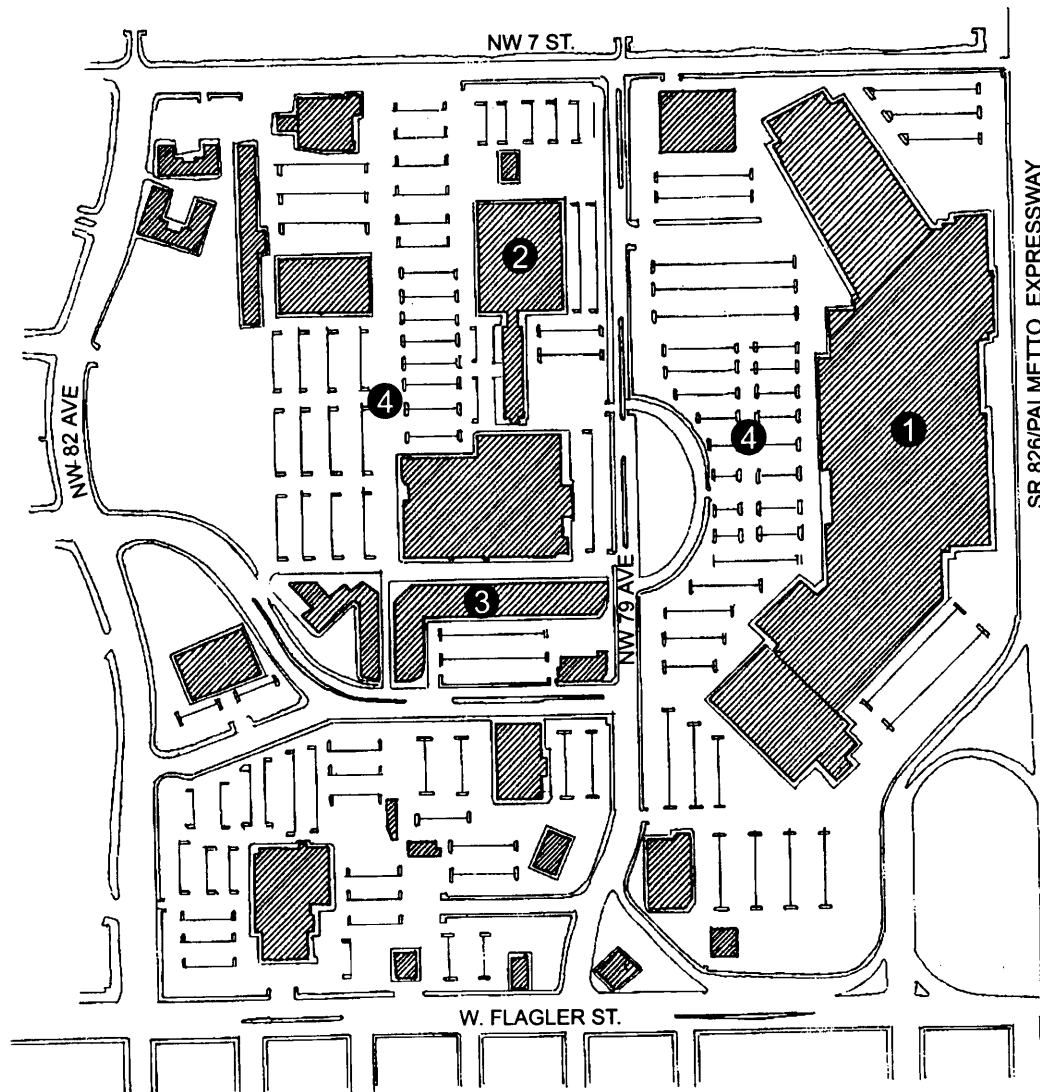 NW 7 ST.
SR 826/PALMETTO EXPRESSWAY
2
4
4
1
NW 82 AVE
NW 79 AVE
3
W. FLAGLER ST.